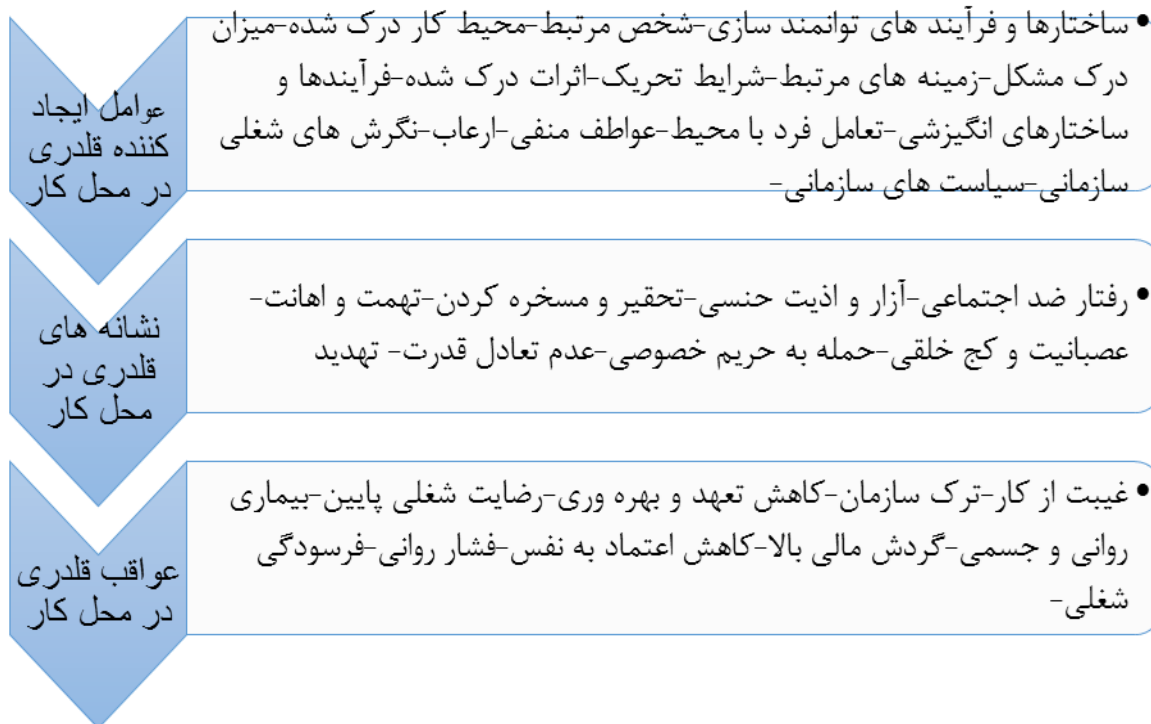 عوامل ایجاد
کننده قلدری
در محل کار
•ساختارها و فرآیند های توانمند سازی-شخص مرتبط-محیط کار درک شده-میزان
درک مشکل-زمینه های مرتبط-شرایط تحریک-اثرات درک شده-فرآیندها و
ساختارهای انگیزشی-تعامل فرد با محیط-عواطف منفی-ارعاب-نگرش های شغلی
سازمانی-سیاست های سازمانی-
نشانه های
قلدری در
محل کار
•رفتار ضد اجتماعی-آزار و اذیت حنسی-تحقیر و مسخره کردن-تهمت و اهانت-
عصبانیت و کج خلقی-حمله به حریم خصوصی-عدم تعادل قدرت- تهدید
عواقب قلدری
در محل کار
•غیبت از کار-ترک سازمان-کاهش تعهد و بهره وری-رضایت شغلی پایین-بیماری
روانی و جسمی-گردش مالی بالا-کاهش اعتماد به نفس-فشار روانی-فرسودگی
شغلی-